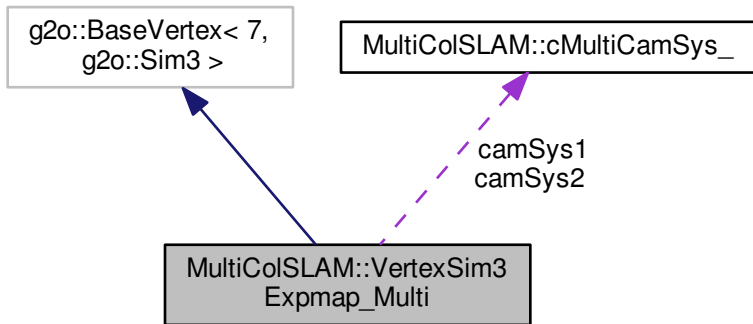 g2o::BaseVertex< 7,
g2o::Sim3 >
MultiColSLAM::cMultiCamSys_
camSys1
camSys2
MultiColSLAM::VertexSim3
Expmap_Multi